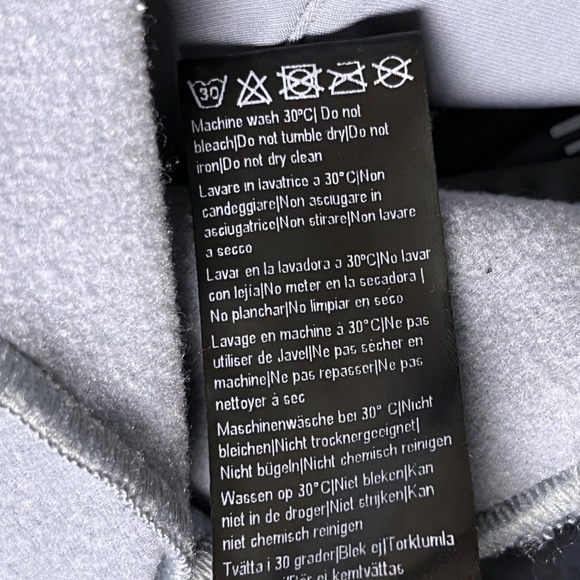 30
Machine wash 30°C| Do not
bleach|Do not tumble dry|Do not
iron|Do not dry clean
Lavare in lavatrice a 30°C|Non
candeggiare|Non asciugare in
asciugatrice|Non stirare|Non lavare
a secco
Lavar en la lavadora a 30°C|No lavar
con lejía|No meter en la secadora |
No planchar|No limpiar en seco
Lavage en machine à 30°C|Ne pas
utiliser de Javel|Ne pas sécher en
machine|Ne pas repasser|Ne pas
nettoyer à sec
Maschinenwäsche bei 30° C|Nicht
bleichen|Nicht trocknergeeignet|
Nicht bügeln|Nicht chemisch reinigen
Wassen op 30°C|Niet bleken|Kan
niet in de droger|Niet strijken|Kan
niet chemisch reinigen
Tvätta i 30 grader|Blek ej|Torktumla
ej kemtvättas